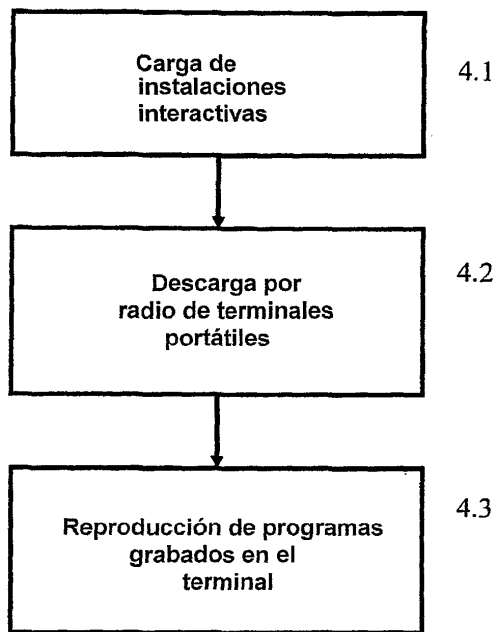 Carga de
instalaciones
interactivas
4.1
Descarga por
radio de terminales
portátiles
4.2
Reproducción de programas
grabados en el
terminal
4.3